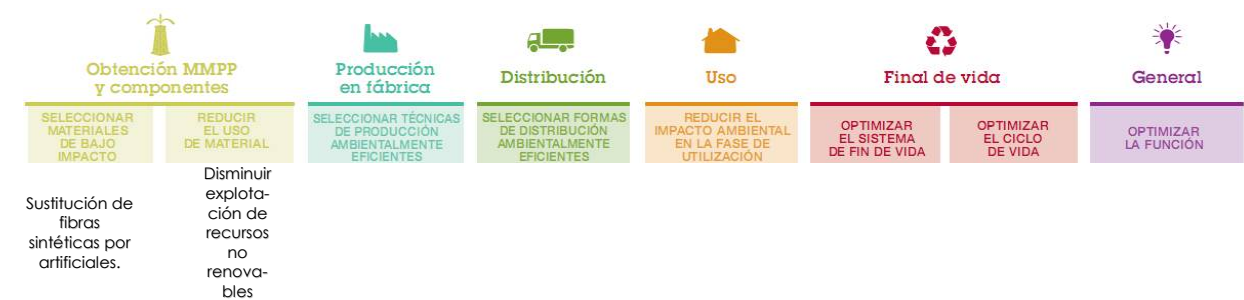 Obtención MMPP
y componentes
Producción
en fábrica
Distribución
Uso
Final de vida
General
SELECCIONAR
MATERIALES
DE BAJO
IMPACTO
REDUCIR
EL USO
DE MATERIAL
SELECCIONAR TÉCNICAS
DE PRODUCCIÓN
AMBIENTALMENTE
EFICIENTES
SELECCIONAR FORMAS
DE DISTRIBUCIÓN
AMBIENTALMENTE
EFICIENTES
REDUCIR EL
IMPACTO AMBIENTAL
EN LA FASE DE
UTILIZACIÓN
OPTIMIZAR
EL SISTEMA
DE FIN DE VIDA
OPTIMIZAR
EL CICLO
DE VIDA
OPTIMIZAR
LA FUNCIÓN
Sustitución de
fibras
sintéticas por
artificiales.
Disminuir
explota-
ción de
recursos
no
renova-
bles